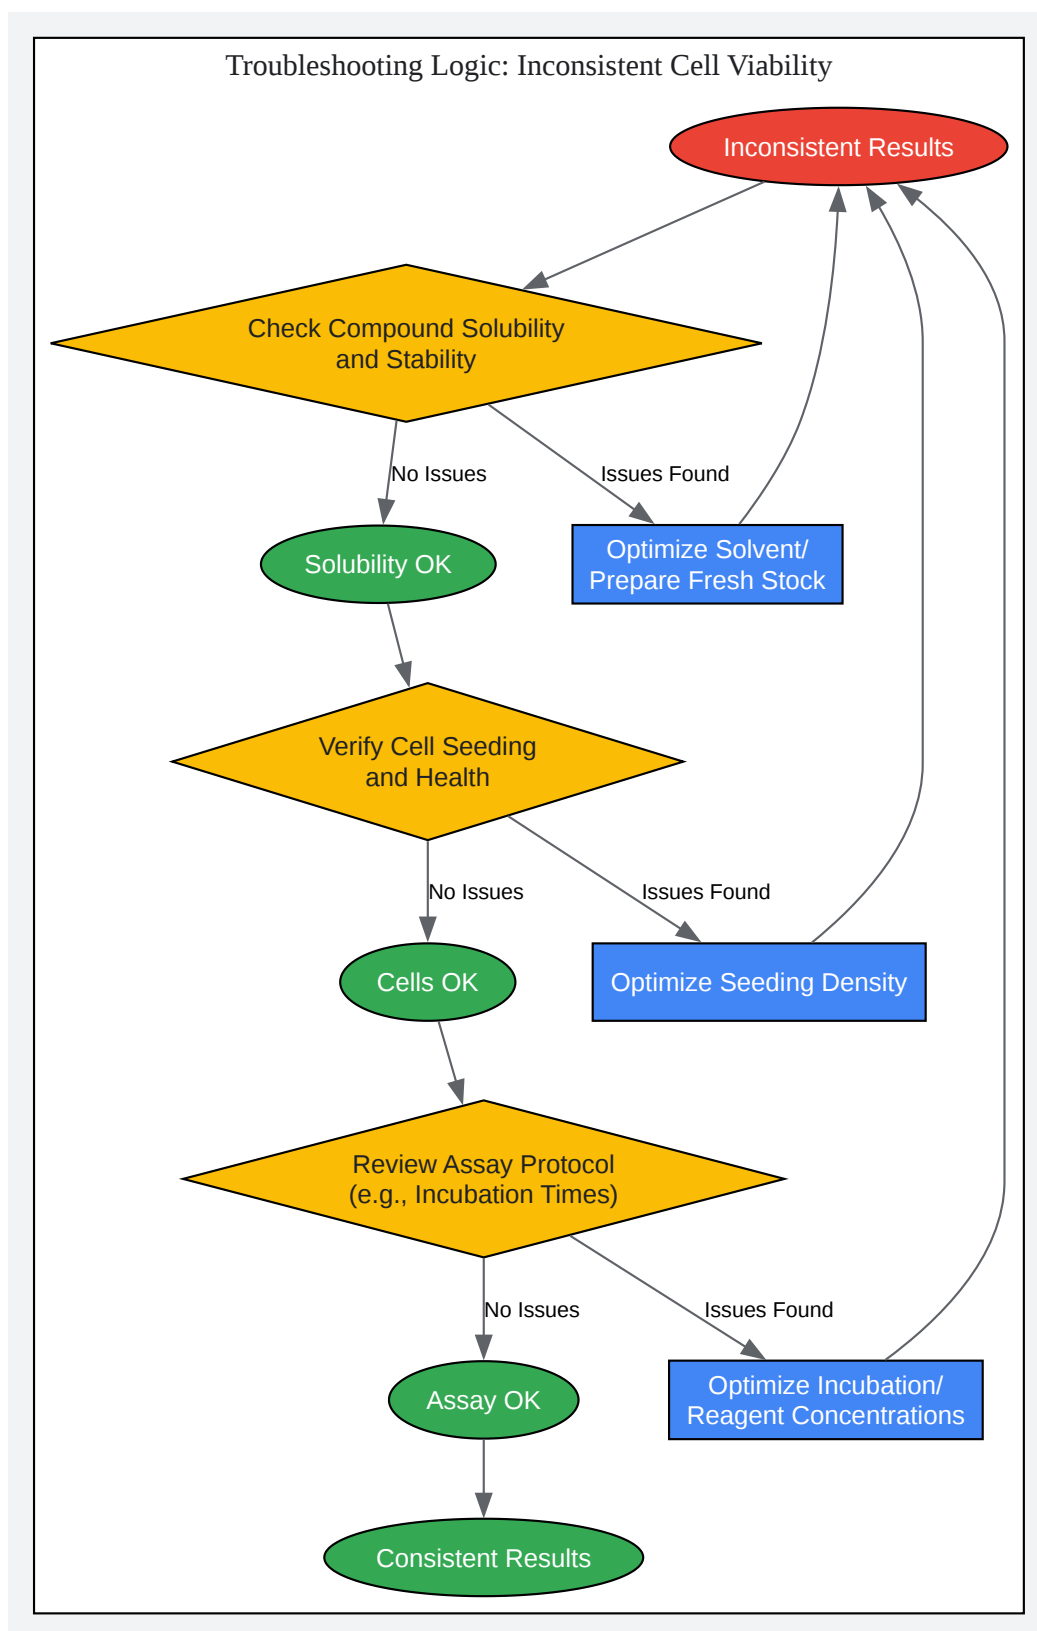 Troubleshooting Logic: Inconsistent Cell Viability
Inconsistent Results
Check Compound Solubility
and Stability
No Issues
Issues Found
Solubility OK
Optimize Solvent/
Prepare Fresh Stock
Verify Cell Seeding
and Health
No Issues
Issues Found
Cells OK
Optimize Seeding Density
Review Assay Protocol
(e.g., Incubation Times)
No Issues
Issues Found
Assay OK
Optimize Incubation/
Reagent Concentrations
Consistent Results